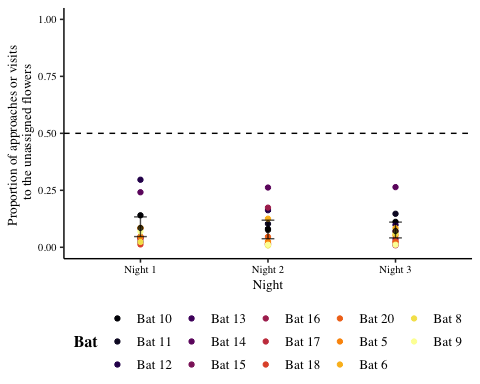 Proportion of approaches or visits
to the unassigned flowers
1.00
0.75
0.50
0.25
0.00
Night 1 Night 2 Night 3
Night
Bat
Bat 10 Bat 13 Bat 16 Bat 20 Bat 8
Bat 11 Bat 14 Bat 17 Bat 5 Bat 9
Bat 12 Bat 15 Bat 18 Bat 6